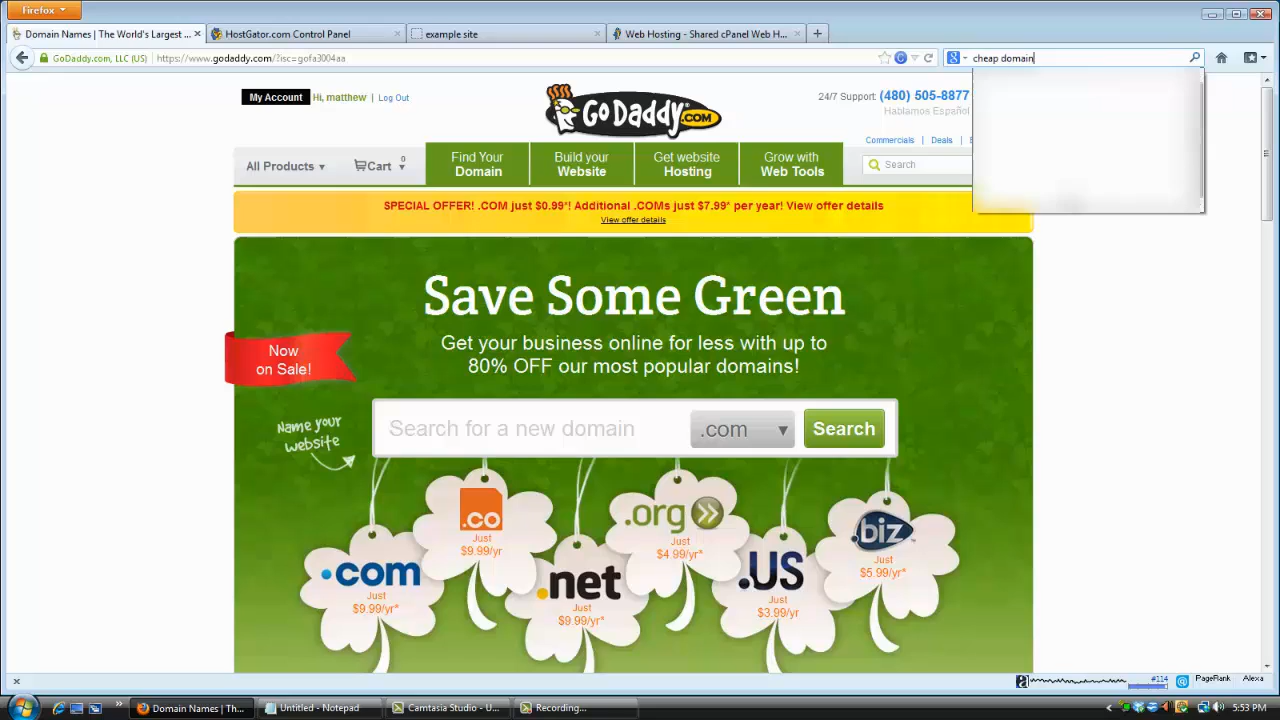 Firefox
Domain Names | The World's Largest ...
HostGator.com Control Panel
example site
Web Hosting - Shared cPanel Web H...
GoDaddy.com, LLC (US)
https://www.godaddy.com/?isc=gofa3004aa
cheap domain
My Account
Hi, matthew
| Log Out
GoDaddy.COM
24/7 Support: (480) 505-8877
Hablamos Español
Commercials | Deals |
All Products
Cart
0
Find Your
Domain
Build your
Website
Get website
Hosting
Grow with
Web Tools
Search
SPECIAL OFFER! .COM just $0.99*! Additional .COMs just $7.99* per year! View offer details
View offer details
Save Some Green
Get your business online for less with up to
80% OFF our most popular domains!
Now
on Sale!
Name your
website
Search for a new domain
.com
Search
.com
Just
$9.99/yr*
.co
Just
$9.99/yr
.net
Just
$9.99/yr*
.org
Just
$4.99/yr*
.US
Just
$3.99/yr
.biz
Just
$5.99/yr*
#114
PageRank
Alexa
Domain Names | Th...
Untitled - Notepad
Camtasia Studio - U...
Recording...
5:53 PM